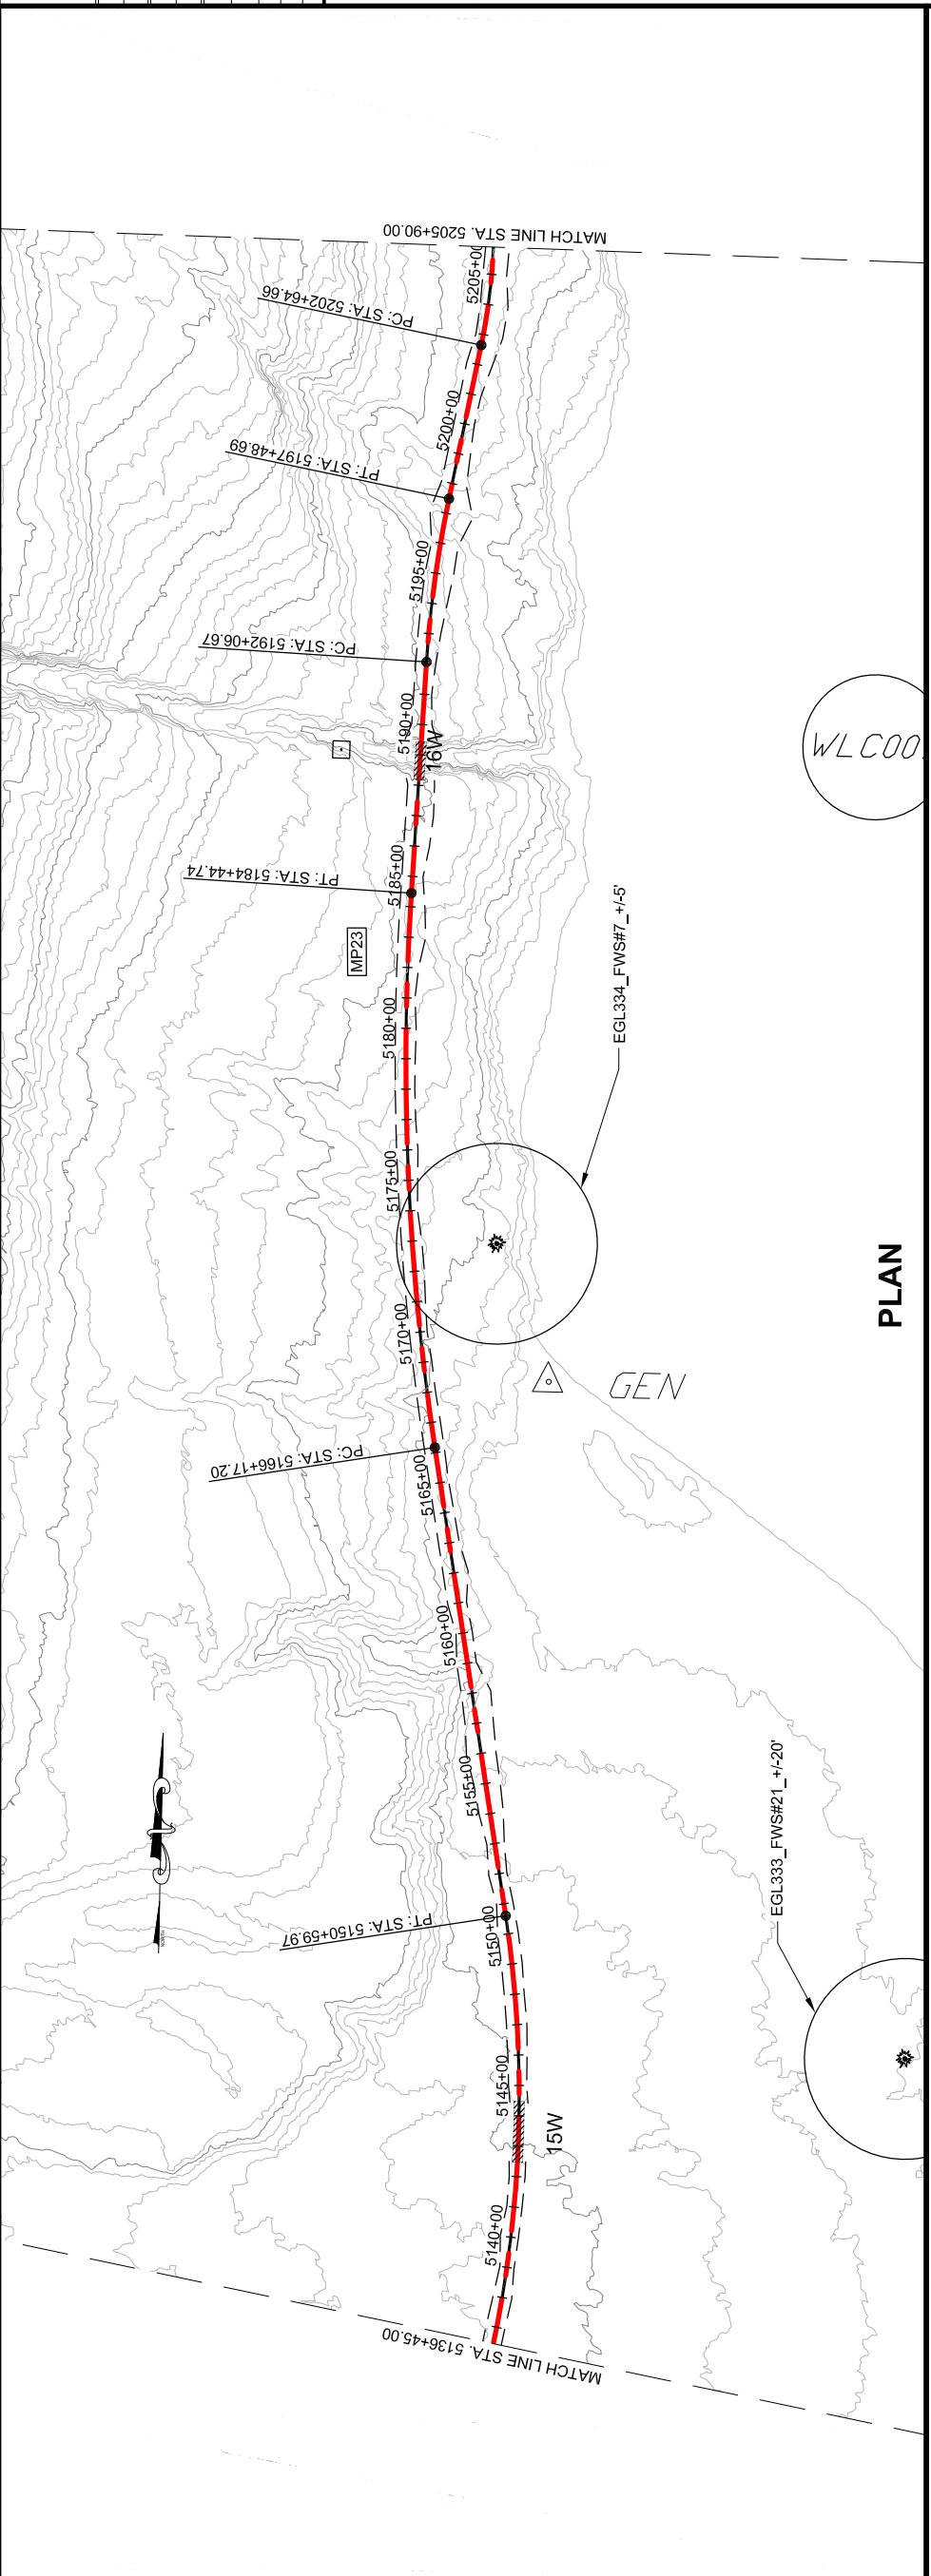 MATCH LINE STA. 5205+90.00
5205+00
PC: STA: 5202+64.66
5200+00
PT: STA: 5197+48.69
5195+00
PC: STA: 5192+06.67
5190+00
16W
WLC00
PT: STA: 5184+44.74
5185+00
MP23
EGL334_FWS#7_+/-5'
5180+00
5175+00
PLAN
5170+00
GEN
PC: STA: 5166+17.20
5165+00
5160+00
5155+00
EGL333_FWS#21_+/-20'
PT: STA: 5150+59.97
5150+00
NORTH
5145+00
15W
5140+00
MATCH LINE STA. 5136+45.00